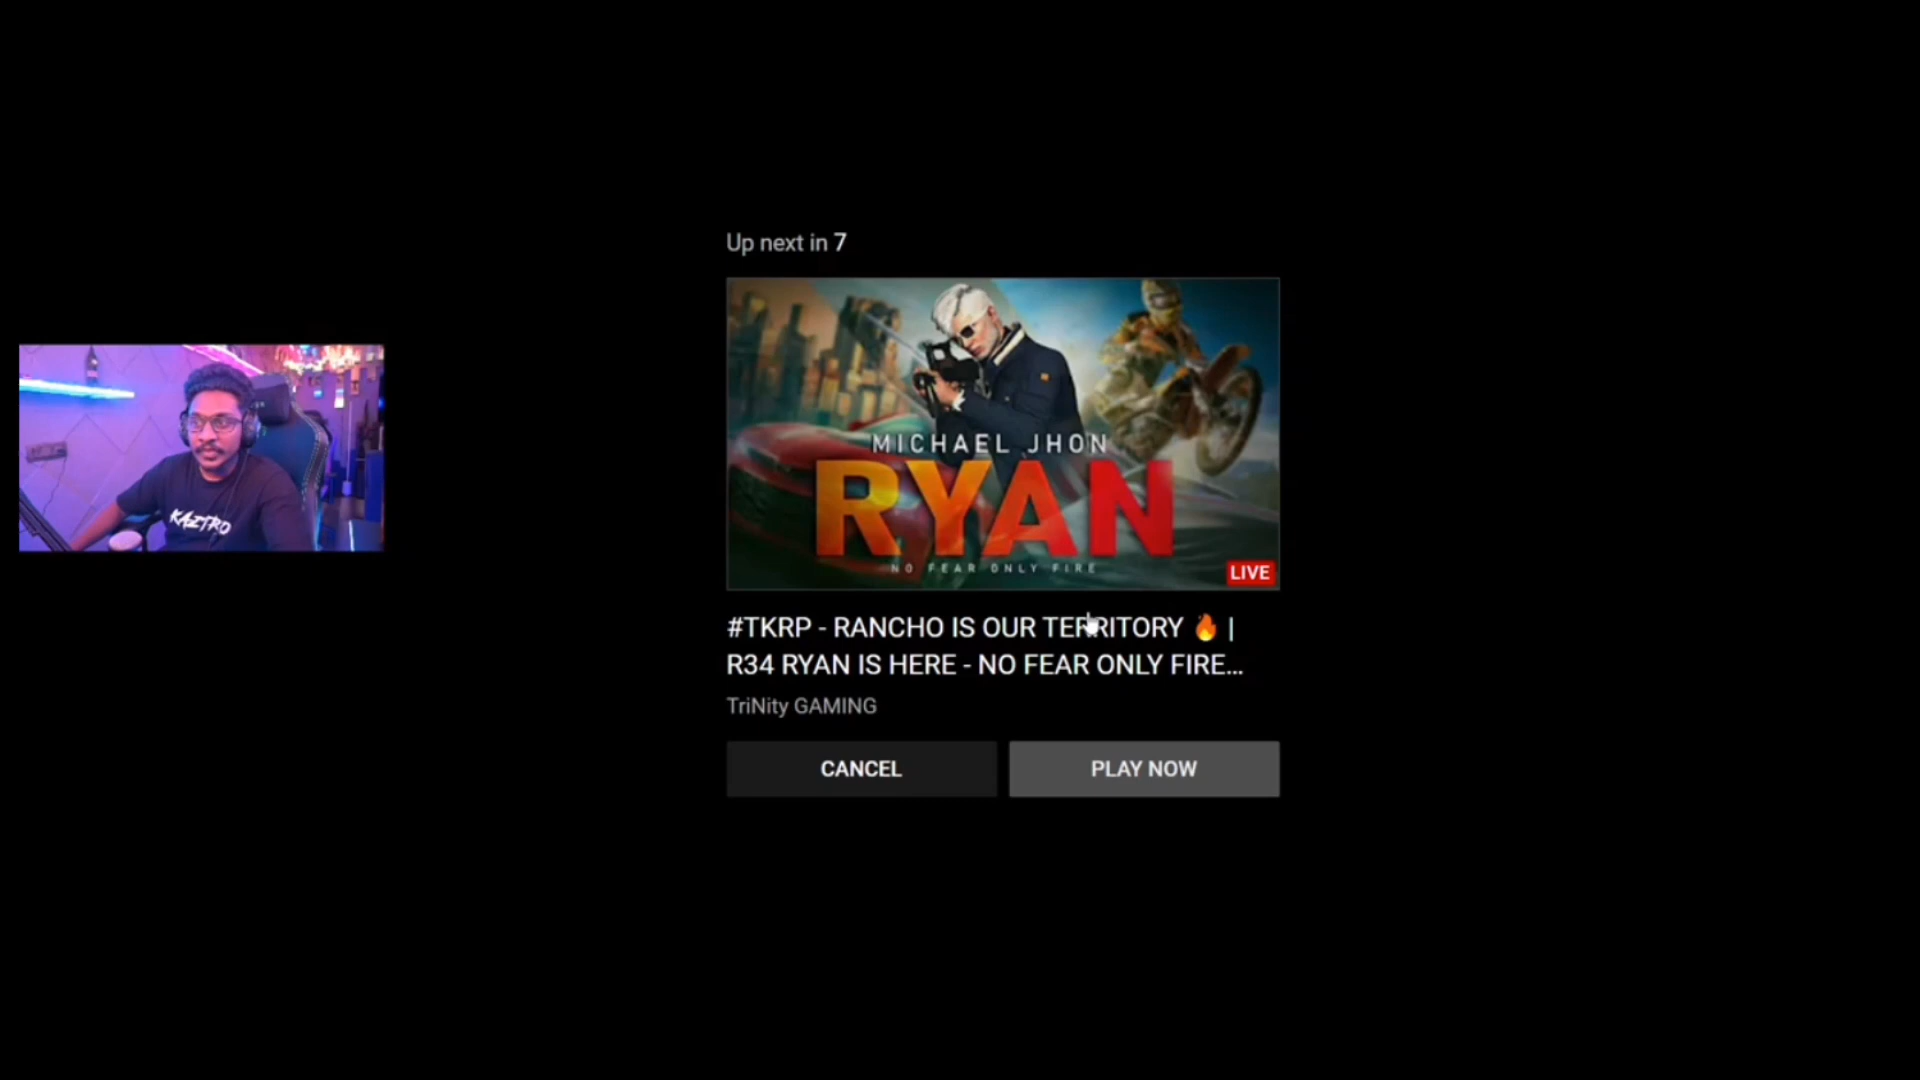 Up next in 7
KAZTRO
MICHAEL JHON
RYAN
NO FEAR ONLY FIRE
LIVE
#TKRP - RANCHO IS OUR TERRITORY 🔥 |
R34 RYAN IS HERE - NO FEAR ONLY FIRE...
TriNity GAMING
CANCEL
PLAY NOW